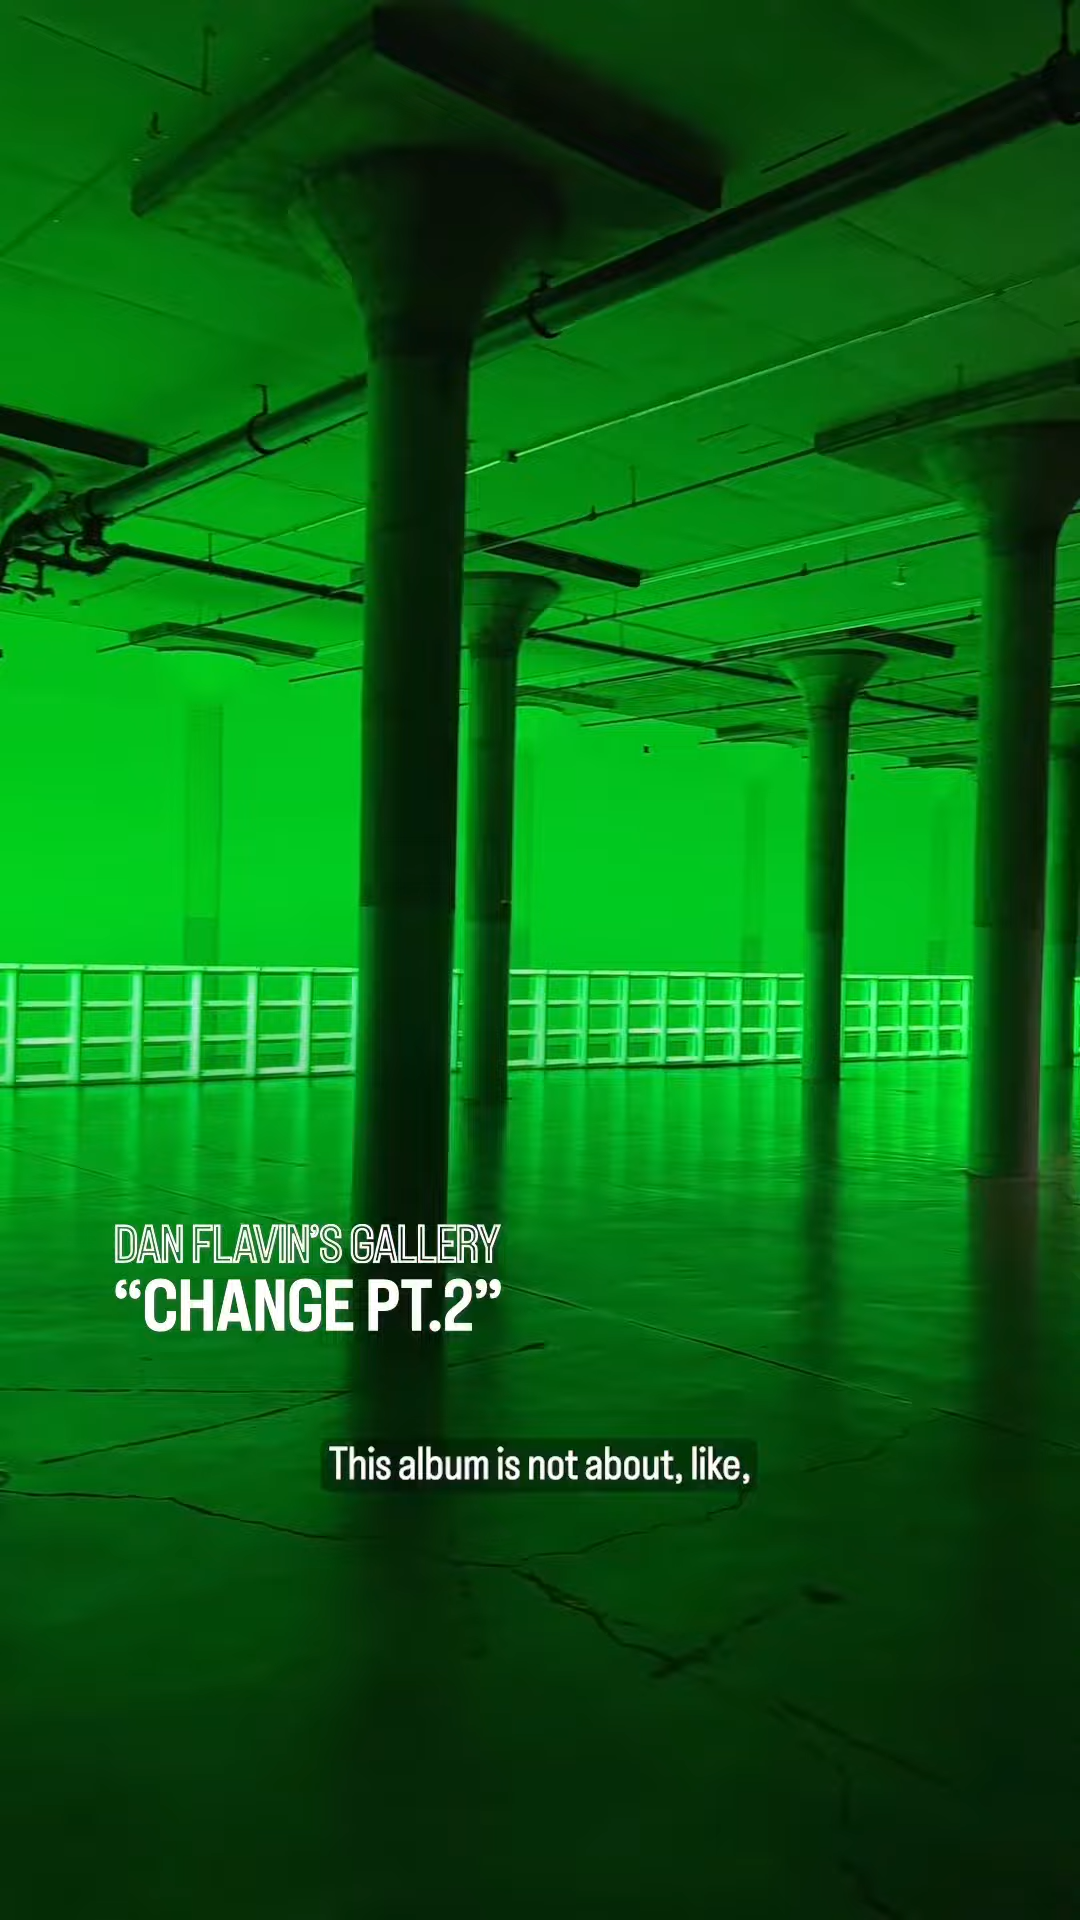 DAN FLAVIN’S GALLERY
“CHANGE PT.2”
This album is not about, like,